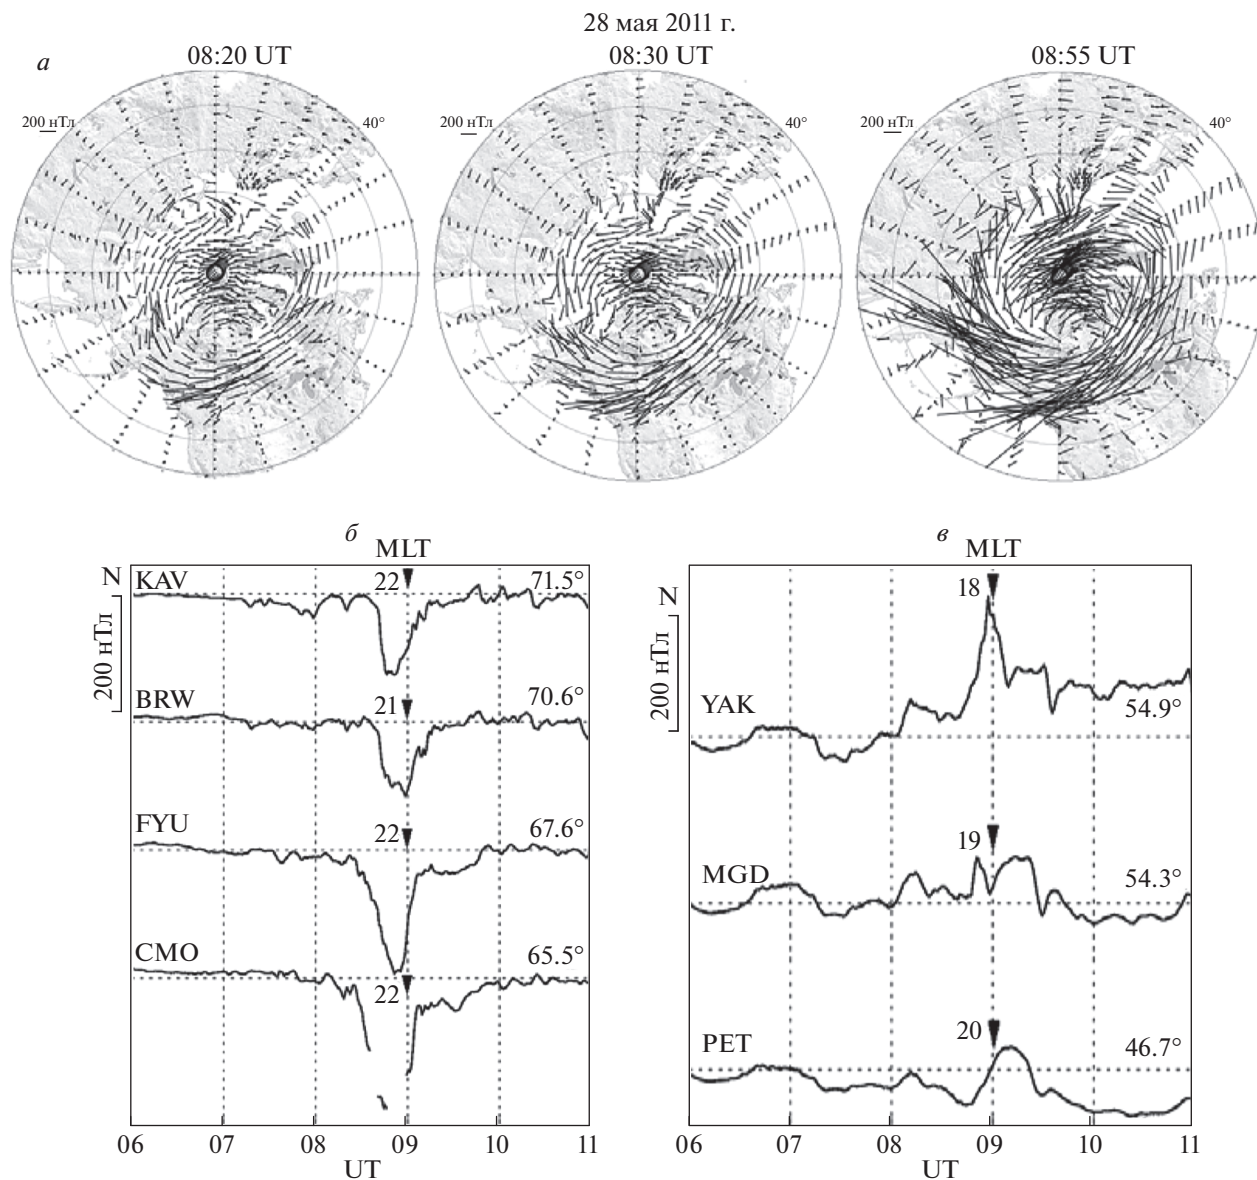 28 мая 2011 г.
а
08:20 UT
08:30 UT
08:55 UT
200 нТл
40°
200 нТл
40°
200 нТл
40°
б
MLT
N
200 нТл
KAV
22
71.5°
BRW
21
70.6°
FYU
22
67.6°
CMO
22
65.5°
06
07
08
09
10
11
UT
в
MLT
N
200 нТл
18
YAK
54.9°
19
MGD
54.3°
20
PET
46.7°
06
07
08
09
10
11
UT